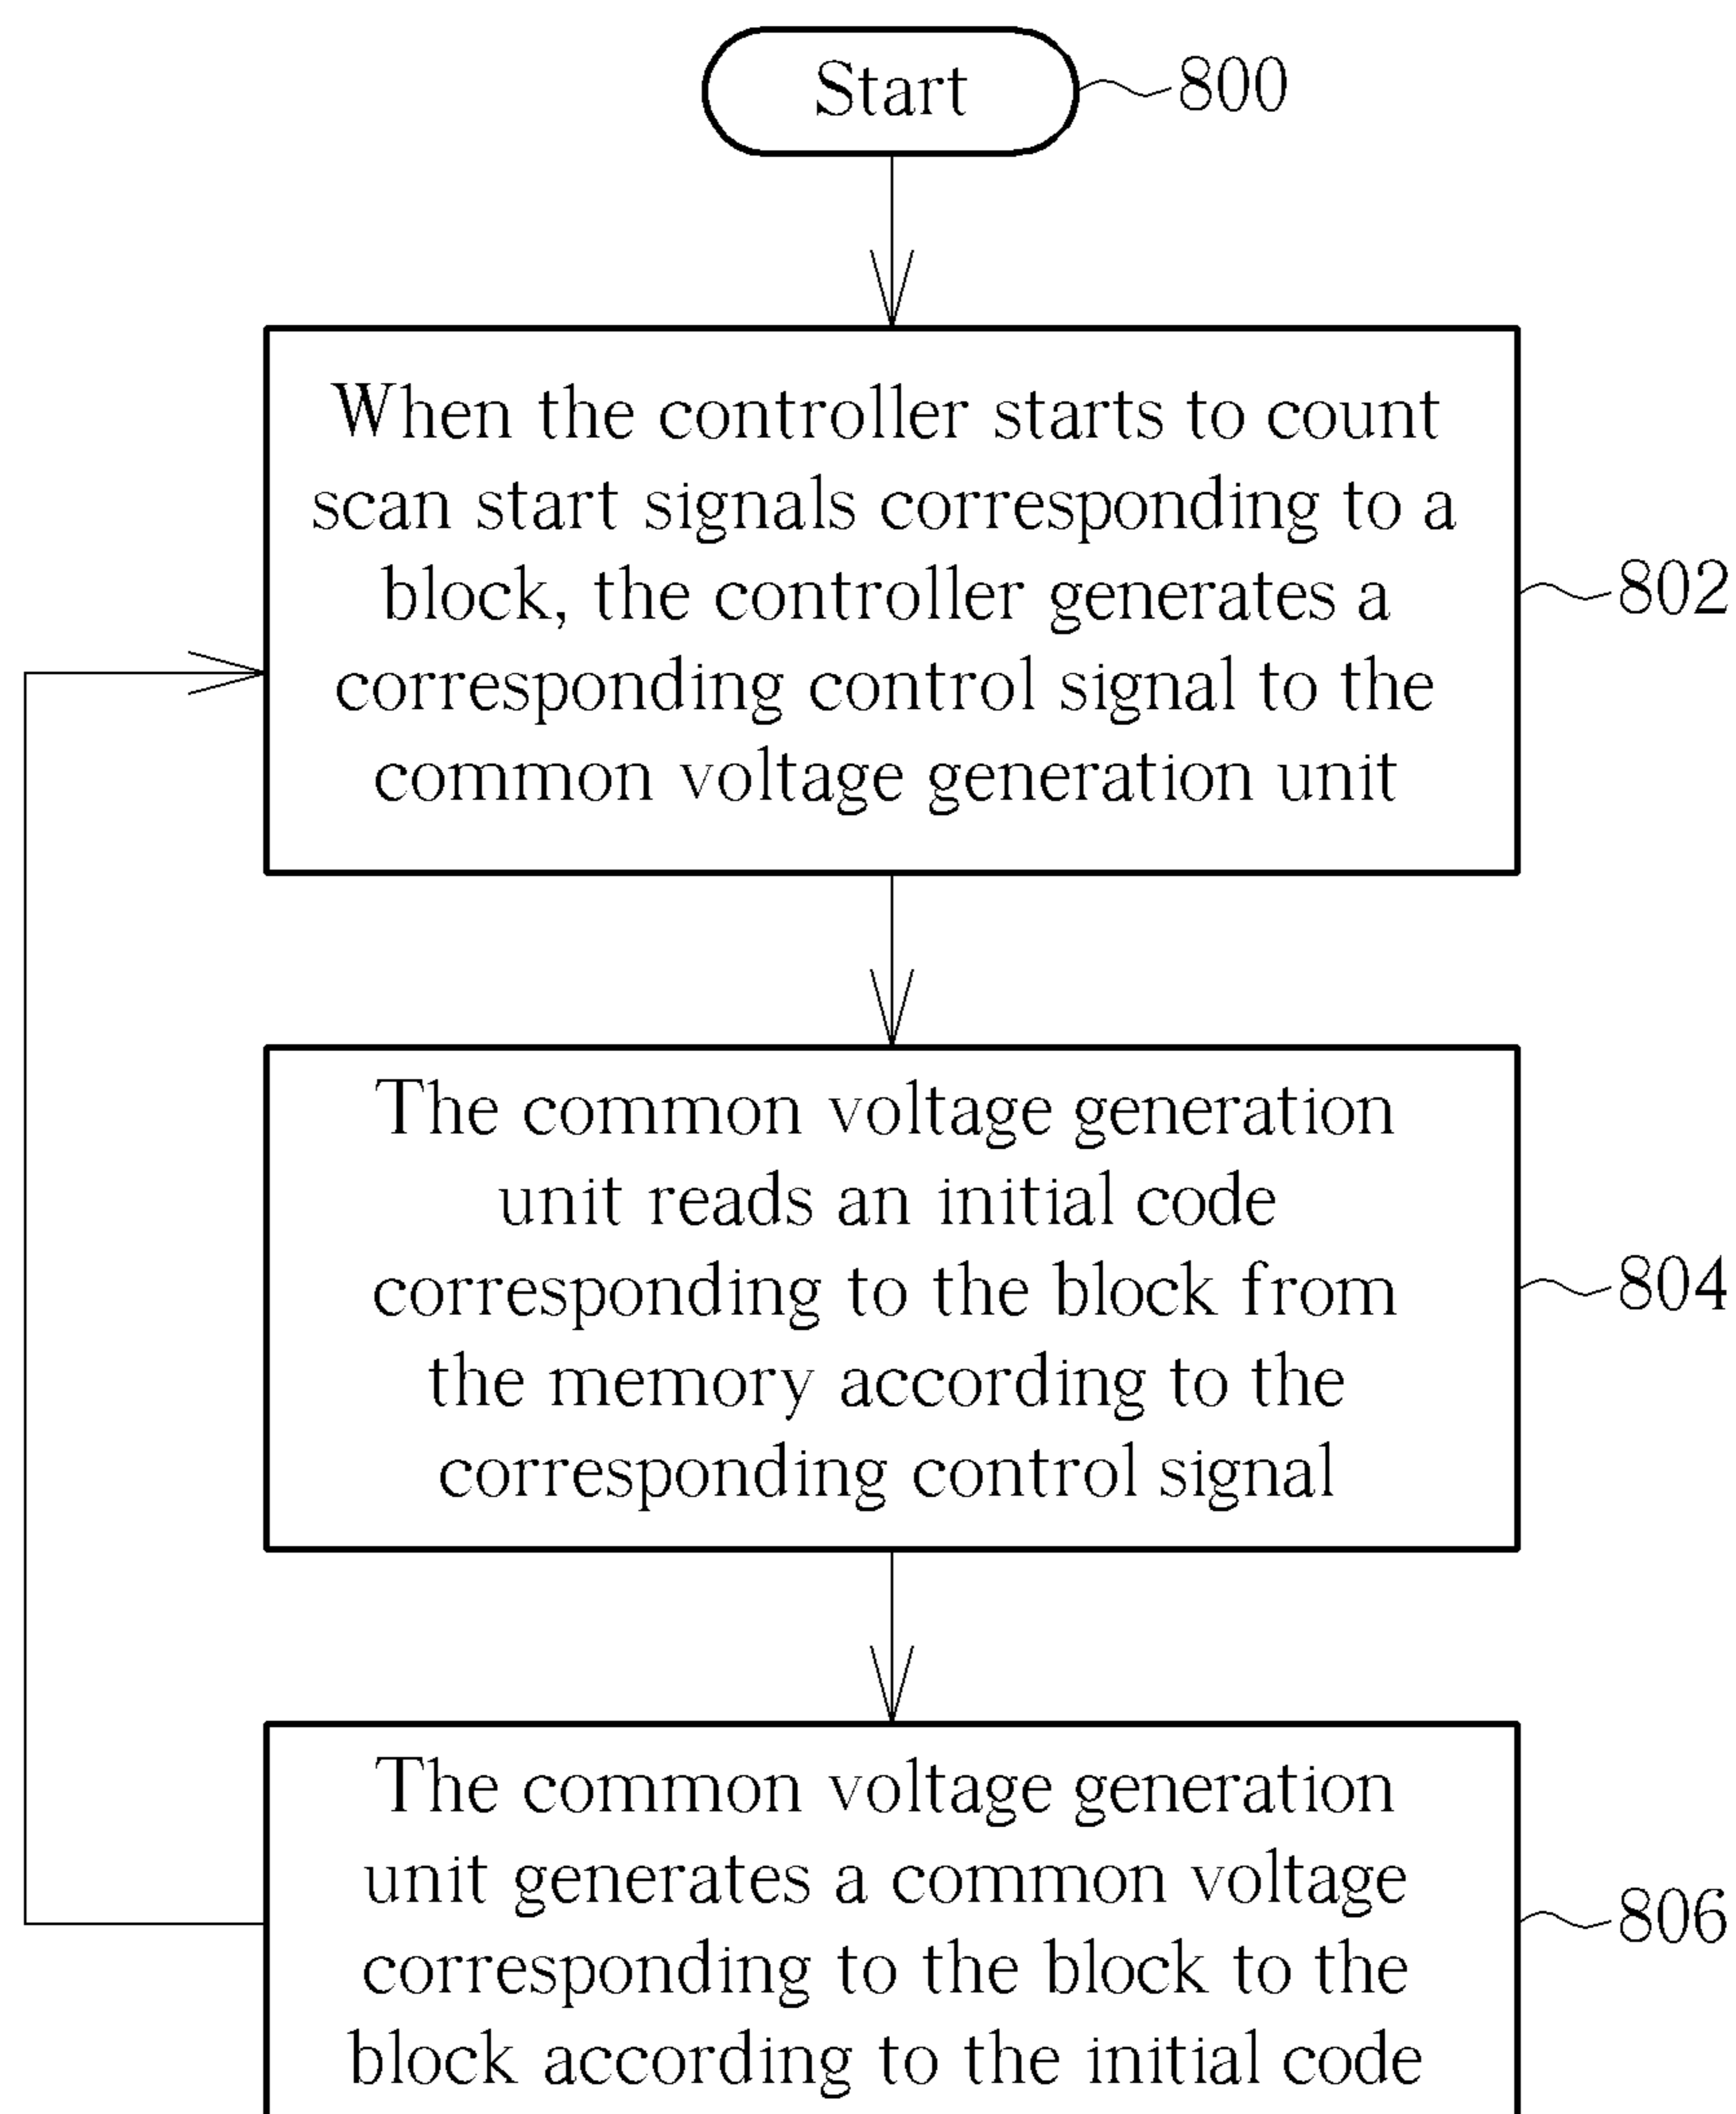 Start
800
When the controller starts to count
scan start signals corresponding to a
block, the controller generates a
corresponding control signal to the
common voltage generation unit
802
The common voltage generation
unit reads an initial code
corresponding to the block from
the memory according to the
corresponding control signal
804
The common voltage generation
unit generates a common voltage
corresponding to the block to the
block according to the initial code
806